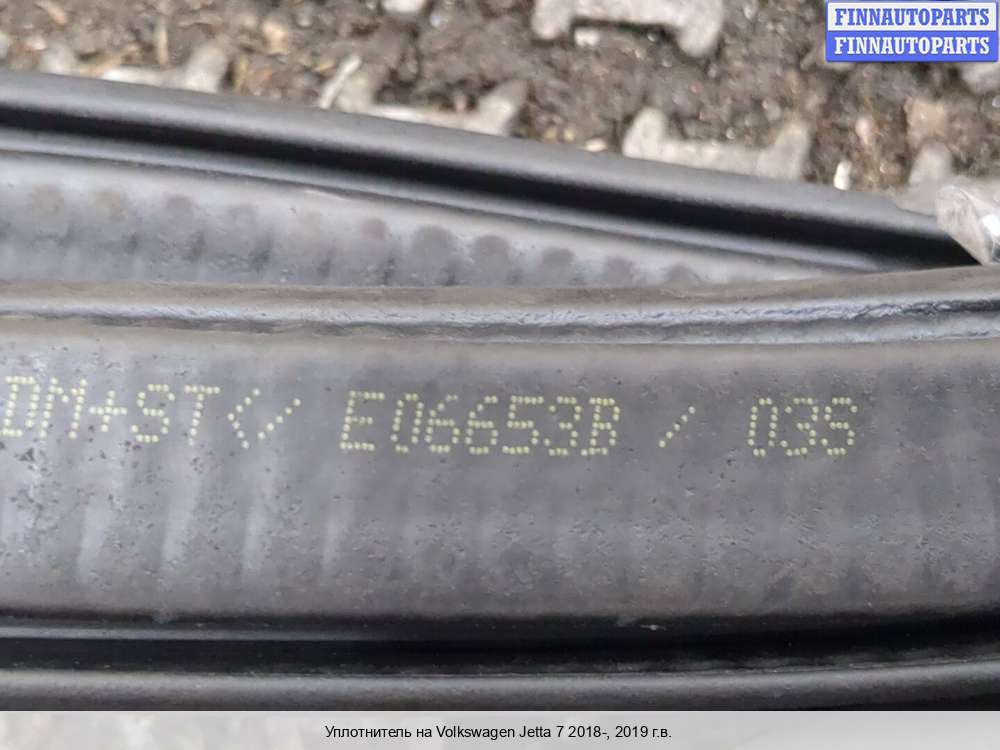 FINNAUTOPARTS
FINNAUTOPARTS
DM+ST</ E06653B / 03S
Уплотнитель на Volkswagen Jetta 7 2018-, 2019 г.в.